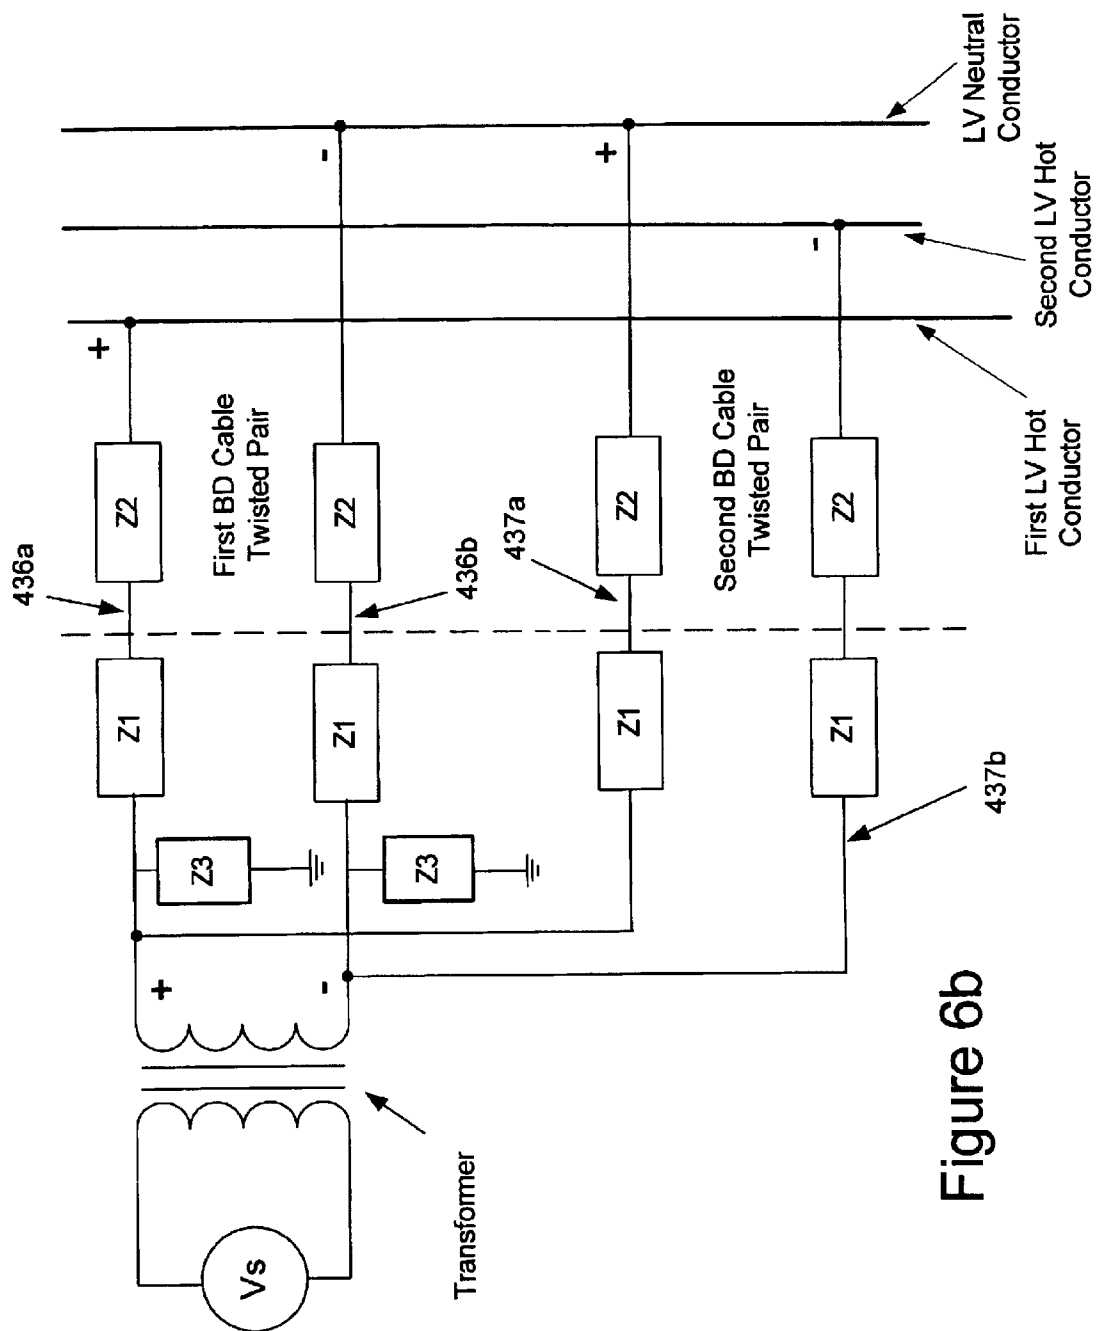 436a
+
Z1
Z2
+
Z3
First BD Cable
Twisted Pair
Vs
-
Z1
Z2
-
Z3
Transformer
436b
437a
+
Z1
Z2
Second BD Cable
Twisted Pair
-
Z1
Z2
437b
First LV Hot
Conductor
Second LV Hot
Conductor
LV Neutral
Conductor
Figure 6b